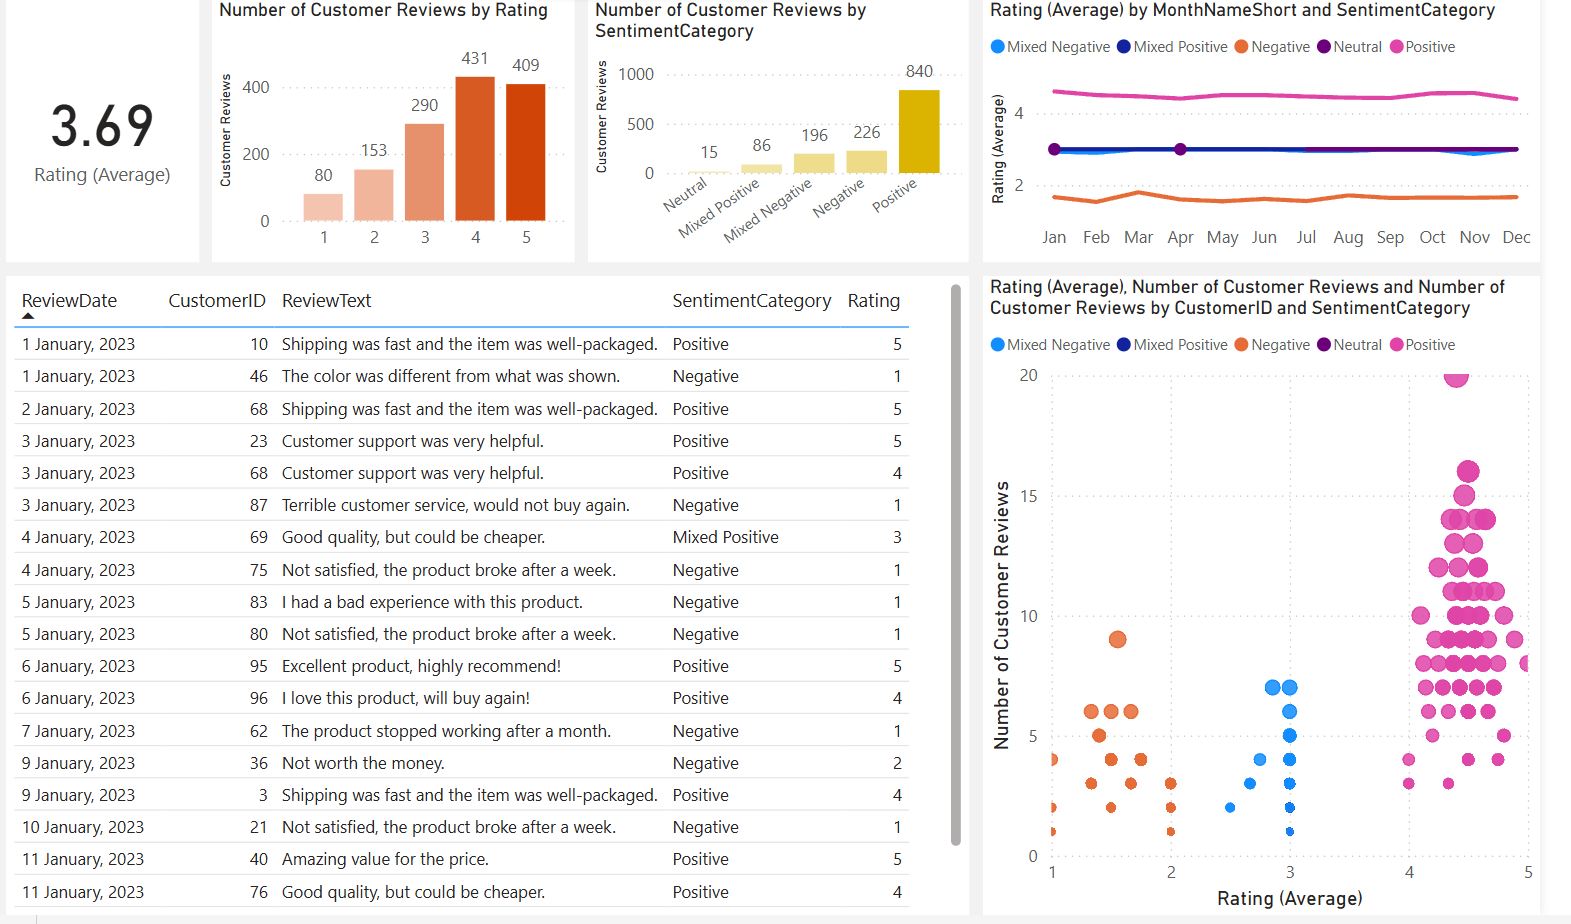 3.69
Rating (Average)
Number of Customer Reviews by Rating
Customer Reviews
400
200
0
80
153
290
431
409
1
2
3
4
5
Number of Customer Reviews by
SentimentCategory
Customer Reviews
1000
500
0
15
86
196
226
840
Neutral
Mixed Positive
Mixed Negative
Negative
Positive
Rating (Average) by MonthNameShort and SentimentCategory
Mixed Negative Mixed Positive Negative Neutral Positive
Rating (Average)
4
2
Jan Feb Mar Apr May Jun Jul Aug Sep Oct Nov Dec
ReviewDate CustomerID ReviewText SentimentCategory Rating
1 January, 2023 10 Shipping was fast and the item was well-packaged. Positive 5
1 January, 2023 46 The color was different from what was shown. Negative 1
2 January, 2023 68 Shipping was fast and the item was well-packaged. Positive 5
3 January, 2023 23 Customer support was very helpful. Positive 5
3 January, 2023 68 Customer support was very helpful. Positive 4
3 January, 2023 87 Terrible customer service, would not buy again. Negative 1
4 January, 2023 69 Good quality, but could be cheaper. Mixed Positive 3
4 January, 2023 75 Not satisfied, the product broke after a week. Negative 1
5 January, 2023 83 I had a bad experience with this product. Negative 1
5 January, 2023 80 Not satisfied, the product broke after a week. Negative 1
6 January, 2023 95 Excellent product, highly recommend! Positive 5
6 January, 2023 96 I love this product, will buy again! Positive 4
7 January, 2023 62 The product stopped working after a month. Negative 1
9 January, 2023 36 Not worth the money. Negative 2
9 January, 2023 3 Shipping was fast and the item was well-packaged. Positive 4
10 January, 2023 21 Not satisfied, the product broke after a week. Negative 1
11 January, 2023 40 Amazing value for the price. Positive 5
11 January, 2023 76 Good quality, but could be cheaper. Positive 4
Rating (Average), Number of Customer Reviews and Number of
Customer Reviews by CustomerID and SentimentCategory
Mixed Negative Mixed Positive Negative Neutral Positive
Number of Customer Reviews
20
15
10
5
0
1 2 3 4 5
Rating (Average)